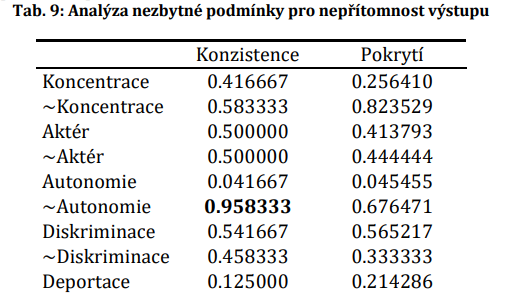 Tab. 9: Analýza nezbytné podmínky pro nepřítomnost výstupu
Konzistence Pokrytí
Koncentrace 0.416667 0.256410
~Koncentrace 0.583333 0.823529
Aktér 0.500000 0.413793
~Aktér 0.500000 0.444444
Autonomie 0.041667 0.045455
~Autonomie 0.958333 0.676471
Diskriminace 0.541667 0.565217
~Diskriminace 0.458333 0.333333
Deportace 0.125000 0.214286